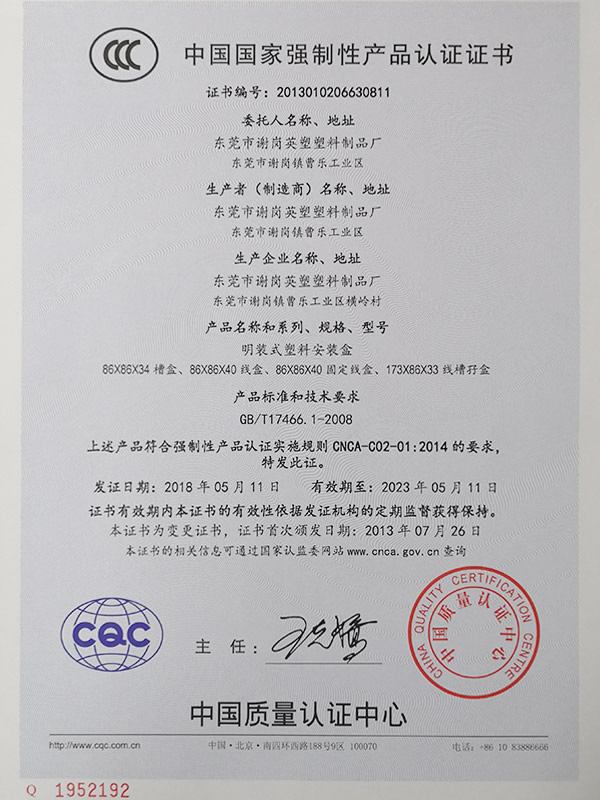 CCC
中国国家强制性产品认证证书
证书编号：2013010206630811
委托人名称、地址
东莞市谢岗英塑塑料制品厂
东莞市谢岗镇曹乐工业区
生产者（制造商）名称、地址
东莞市谢岗英塑塑料制品厂
东莞市谢岗镇曹乐工业区
生产企业名称、地址
东莞市谢岗英塑塑料制品厂
东莞市谢岗镇曹乐工业区横岭村
产品名称和系列、规格、型号
明装式塑料安装盒
86X86X34 槽盒、86X86X40 线盒、86X86X40 固定线盒、173X86X33 线槽孖盒
产品标准和技术要求
GB/T17466.1-2008
上述产品符合强制性产品认证实施规则 CNCA-C02-01:2014 的要求，
特发此证。
发证日期：2018 年 05 月 11 日 有效期至：2023 年 05 月 11 日
证书有效期内本证书的有效性依据发证机构的定期监督获得保持。
本证书为变更证书，证书首次颁发日期：2013 年 07 月 26 日
本证书的相关信息可通过国家认监委网站 www.cnca.gov.cn 查询
CQC
主 任：
CHINA QUALITY CERTIFICATION CENTRE
中国质量认证中心
中国质量认证中心
http://www.cqc.com.cn 中国·北京·南四环西路188号9区 100070 电话：+86 10 83886666
Q 1952192